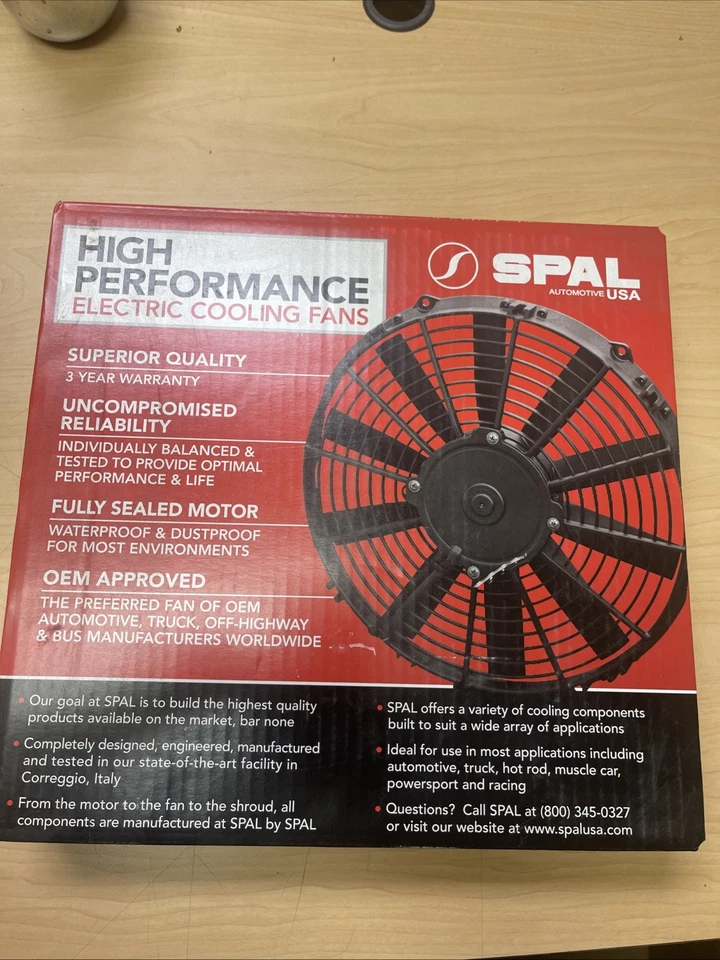 HIGH
PERFORMANCE
ELECTRIC COOLING FANS
SPAL
AUTOMOTIVE USA
SUPERIOR QUALITY
3 YEAR WARRANTY
UNCOMPROMISED
RELIABILITY
INDIVIDUALLY BALANCED &
TESTED TO PROVIDE OPTIMAL
PERFORMANCE & LIFE
FULLY SEALED MOTOR
WATERPROOF & DUSTPROOF
FOR MOST ENVIRONMENTS
OEM APPROVED
THE PREFERRED FAN OF OEM
AUTOMOTIVE, TRUCK, OFF-HIGHWAY
& BUS MANUFACTURERS WORLDWIDE
• Our goal at SPAL is to build the highest quality
products available on the market, bar none
• Completely designed, engineered, manufactured
and tested in our state-of-the-art facility in
Correggio, Italy
• From the motor to the fan to the shroud, all
components are manufactured at SPAL by SPAL
• SPAL offers a variety of cooling components
built to suit a wide array of applications
• Ideal for use in most applications including
automotive, truck, hot rod, muscle car,
powersport and racing
• Questions? Call SPAL at (800) 345-0327
or visit our website at www.spalusa.com